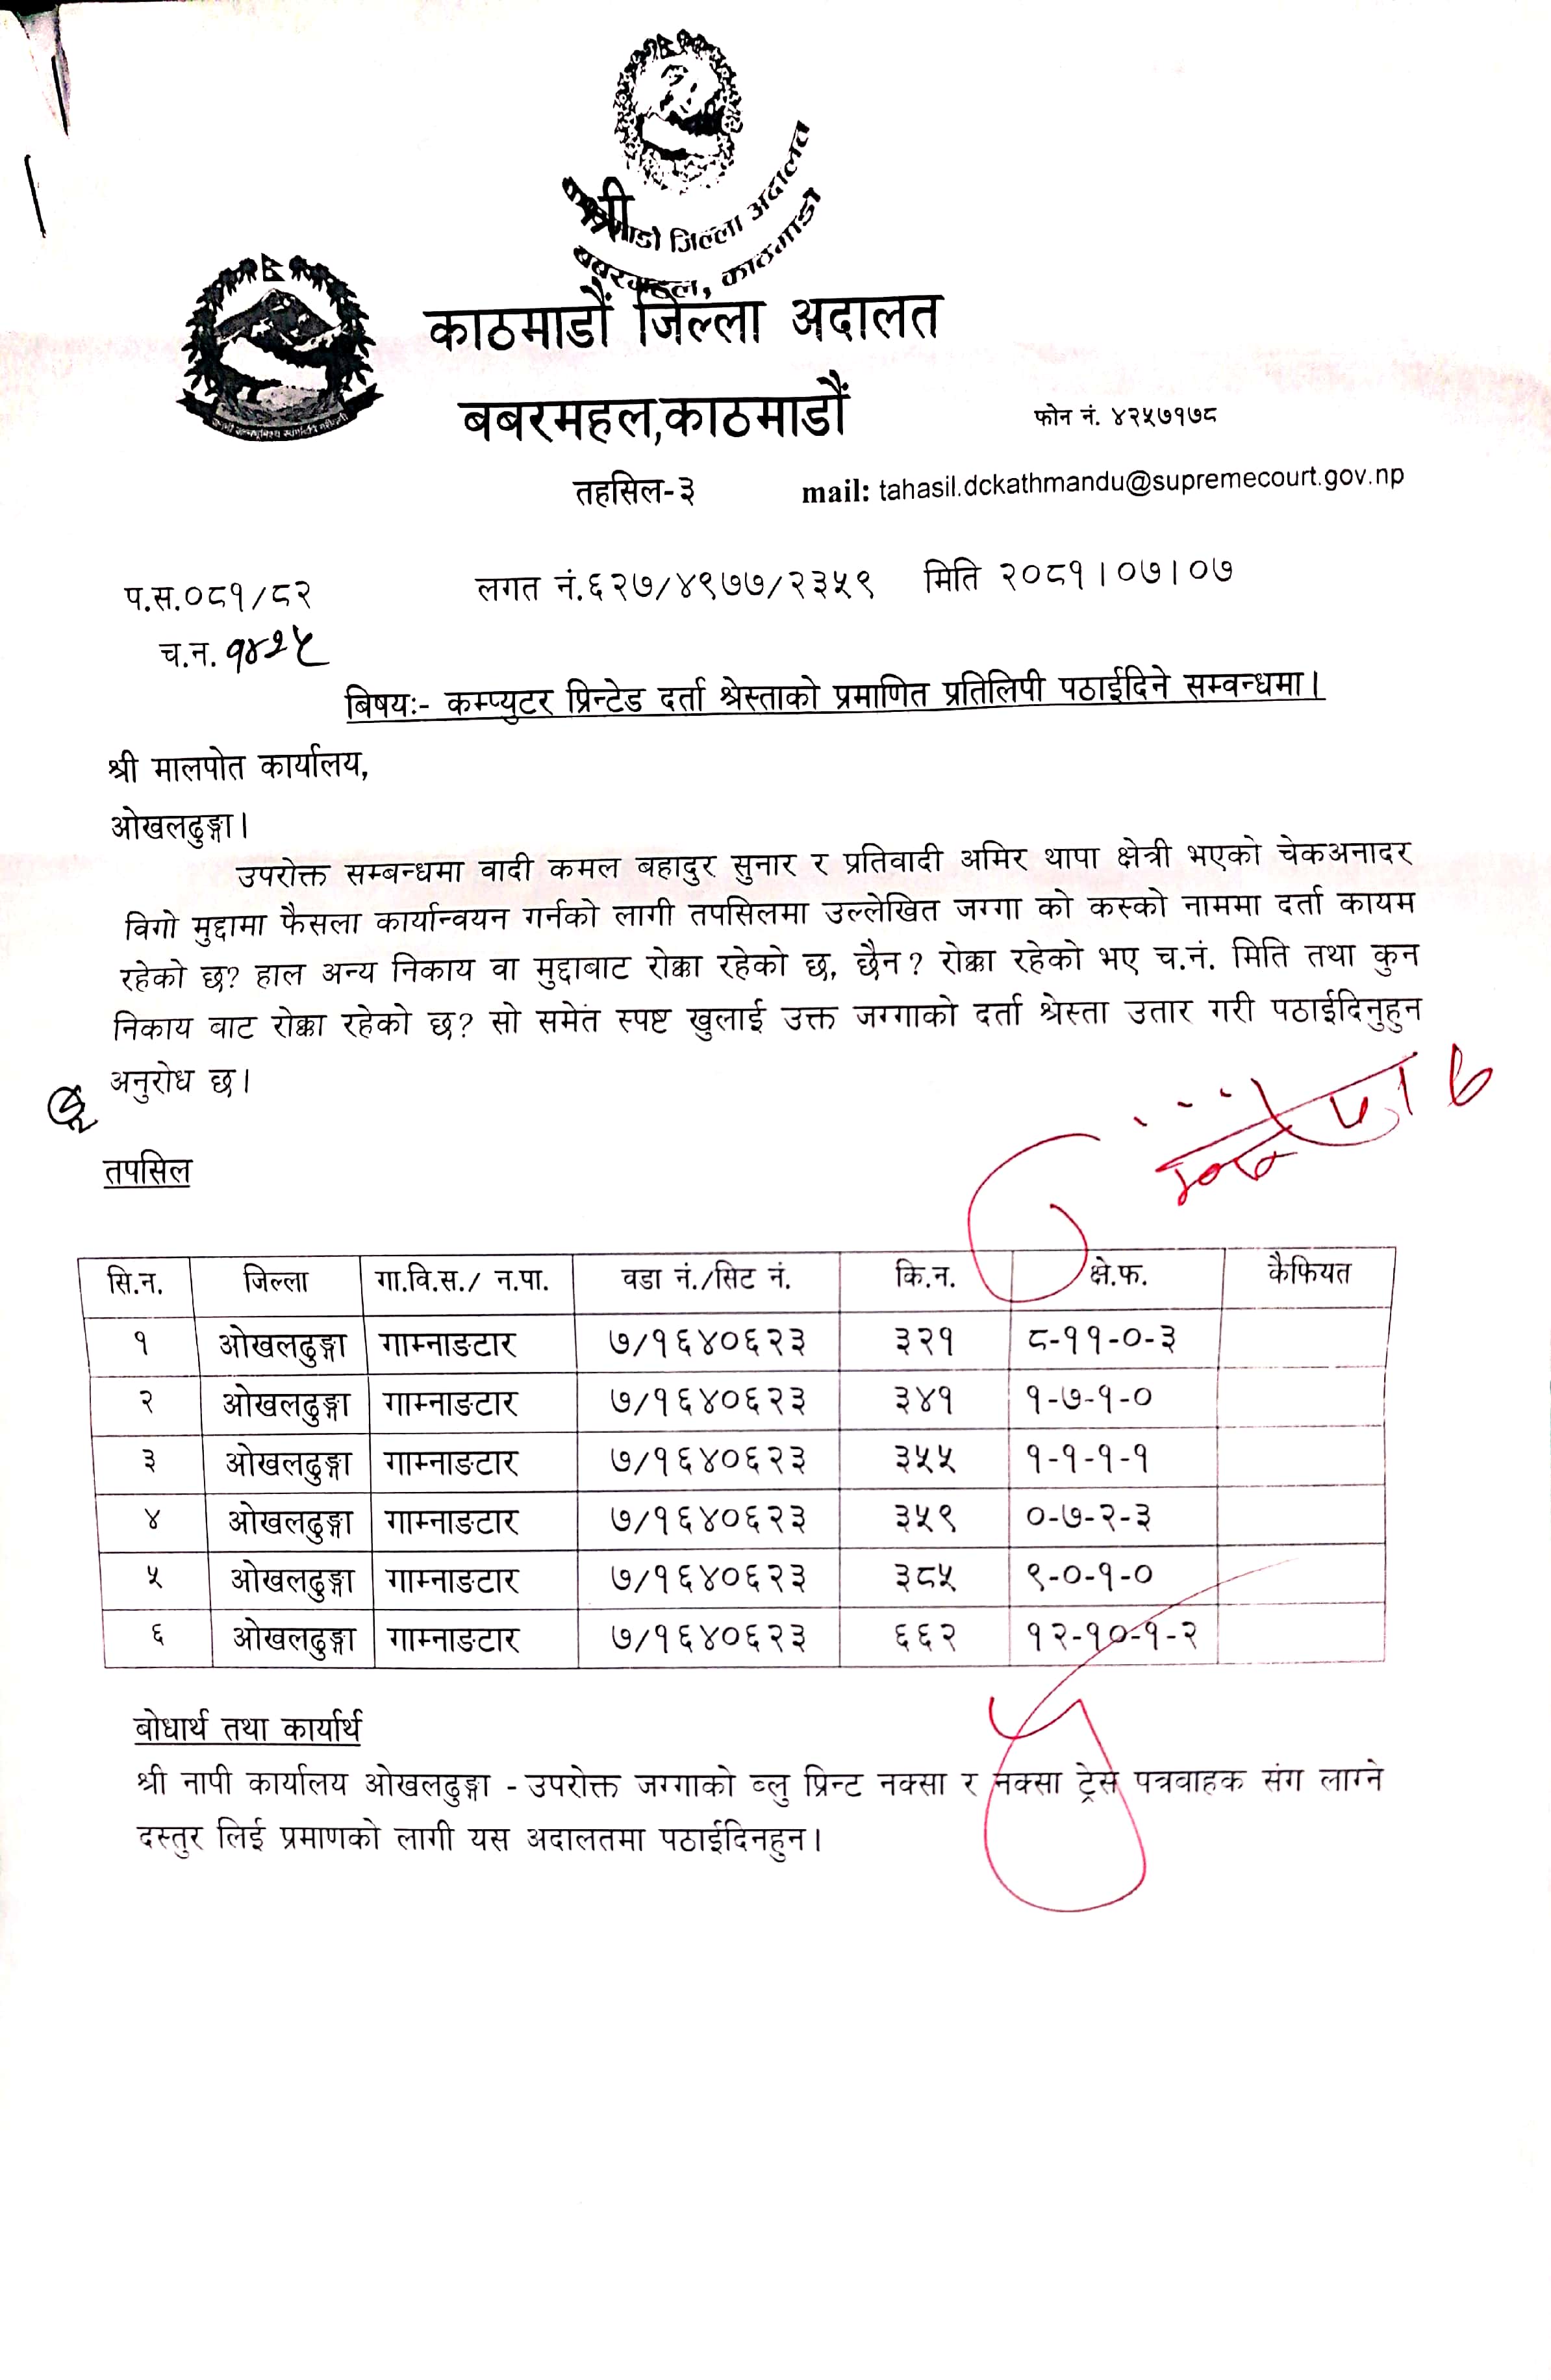 श्री
काठमाडौं जिल्ला अदालत
बबरमहल, काठमाडौं
काठमाडौं जिल्ला अदालत
बबरमहल,काठमाडौं
फोन नं. ४२५७१७८
तहसिल-३ mail: tahasil.dckathmandu@supremecourt.gov.np
प.स.०८१/८२ लगत नं.६२७/४९७७/२३५९ मिति २०८१।०७।०७
च.न. १४२५
बिषयः- कम्प्युटर प्रिन्टेड दर्ता श्रेस्ताको प्रमाणित प्रतिलिपी पठाईदिने सम्वन्धमा।
श्री मालपोत कार्यालय,
ओखलढुङ्गा।
उपरोक्त सम्बन्धमा वादी कमल बहादुर सुनार र प्रतिवादी अमिर थापा क्षेत्री भएको चेकअनादर
विगो मुद्दामा फैसला कार्यान्वयन गर्नको लागी तपसिलमा उल्लेखित जग्गा को कस्को नाममा दर्ता कायम
रहेको छ? हाल अन्य निकाय वा मुद्दाबाट रोक्का रहेको छ, छैन? रोक्का रहेको भए च.नं. मिति तथा कुन
निकाय बाट रोक्का रहेको छ? सो समेत स्पष्ट खुलाई उक्त जग्गाको दर्ता श्रेस्ता उतार गरी पठाईदिनुहुन
अनुरोध छ।
तपसिल
सि.न. जिल्ला गा.वि.स./ न.पा. वडा नं./सिट नं. कि.न. क्षे.फ. कैफियत
१ ओखलढुङ्गा गाम्नाङटार ७/१६४०६२३ ३२१ ८-११-०-३
२ ओखलढुङ्गा गाम्नाङटार ७/१६४०६२३ ३४१ १-७-१-०
३ ओखलढुङ्गा गाम्नाङटार ७/१६४०६२३ ३५५ १-१-१-१
४ ओखलढुङ्गा गाम्नाङटार ७/१६४०६२३ ३५९ ०-७-२-३
५ ओखलढुङ्गा गाम्नाङटार ७/१६४०६२३ ३८५ ९-०-१-०
६ ओखलढुङ्गा गाम्नाङटार ७/१६४०६२३ ६६२ १२-१०-१-२
बोधार्थ तथा कार्यार्थ
श्री नापी कार्यालय ओखलढुङ्गा - उपरोक्त जग्गाको ब्लु प्रिन्ट नक्सा र नक्सा ट्रेस पत्रवाहक संग लाग्ने
दस्तुर लिई प्रमाणको लागी यस अदालतमा पठाईदिनहुन।